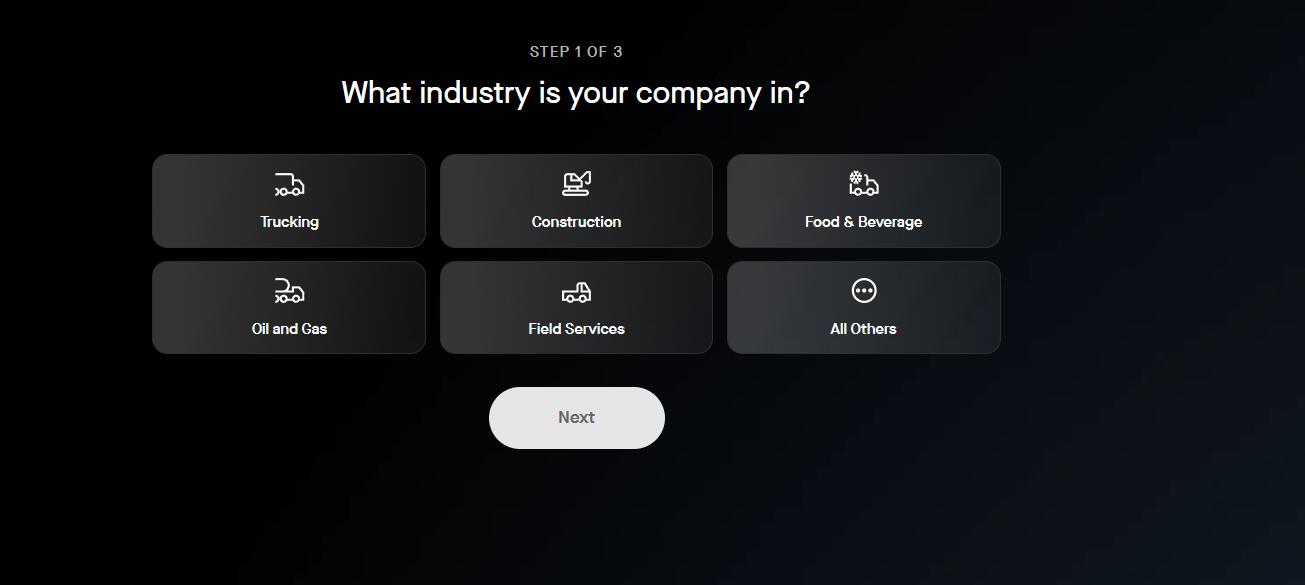 STEP 1 OF 3
What industry is your company in?
Trucking
Construction
Food & Beverage
Oil and Gas
Field Services
All Others
Next